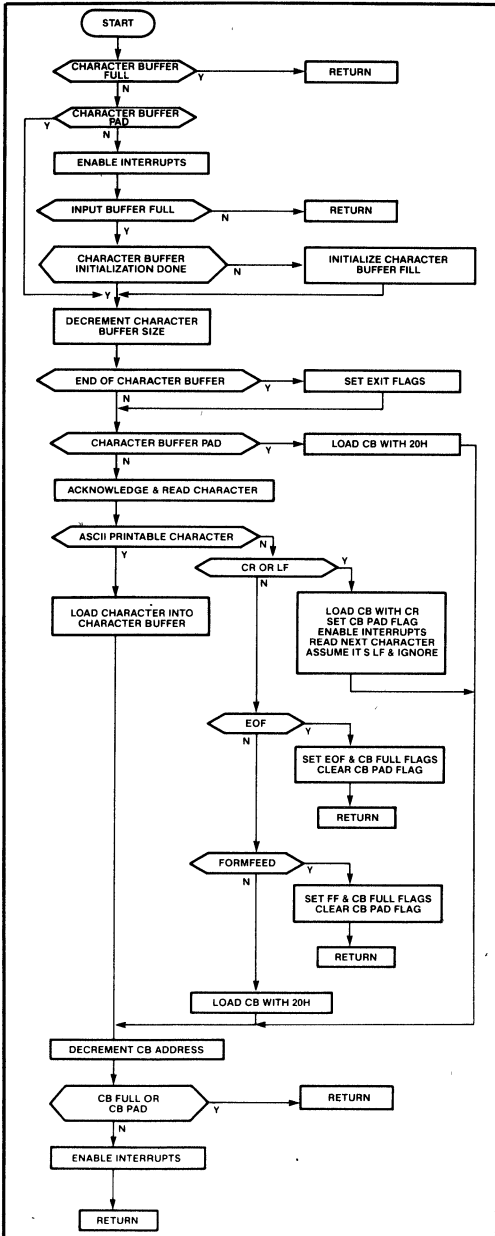 START
CHARACTER BUFFER
FULL
Y
RETURN
N
CHARACTER BUFFER
PAD
Y
N
ENABLE INTERRUPTS
INPUT BUFFER FULL
N
RETURN
Y
CHARACTER BUFFER
INITIALIZATION DONE
N
INITIALIZE CHARACTER
BUFFER FILL
Y
DECREMENT CHARACTER
BUFFER SIZE
END OF CHARACTER BUFFER
Y
SET EXIT FLAGS
N
CHARACTER BUFFER PAD
Y
LOAD CB WITH 20H
N
ACKNOWLEDGE & READ CHARACTER
ASCII PRINTABLE CHARACTER
N
Y
CR OR LF
Y
N
LOAD CHARACTER INTO
CHARACTER BUFFER
LOAD CB WITH CR
SET CB PAD FLAG
ENABLE INTERRUPTS
READ NEXT CHARACTER
ASSUME IT S LF & IGNORE
EOF
Y
N
SET EOF & CB FULL FLAGS
CLEAR CB PAD FLAG
RETURN
FORMFEED
Y
N
SET FF & CB FULL FLAGS
CLEAR CB PAD FLAG
RETURN
LOAD CB WITH 20H
DECREMENT CB ADDRESS
CB FULL OR
CB PAD
Y
RETURN
N
ENABLE INTERRUPTS
RETURN